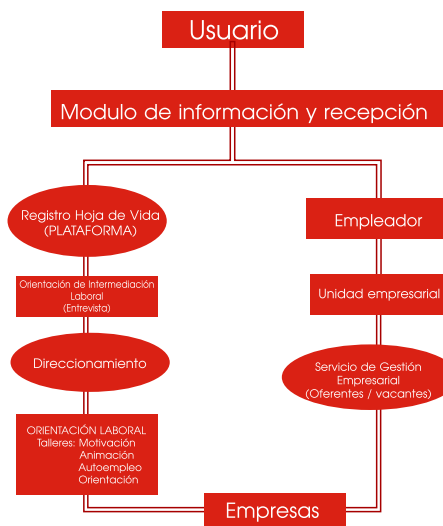 Usuario
Modulo de información y recepción
Registro Hoja de Vida
(PLATAFORMA)
Orientación de Intermediación
Laboral
(Entrevista)
Direccionamiento
ORIENTACIÓN LABORAL
Talleres: Motivación
Animación
Autoempleo
Orientación
Empleador
Unidad empresarial
Servicio de Gestión
Empresarial
(Oferentes / vacantes)
Empresas